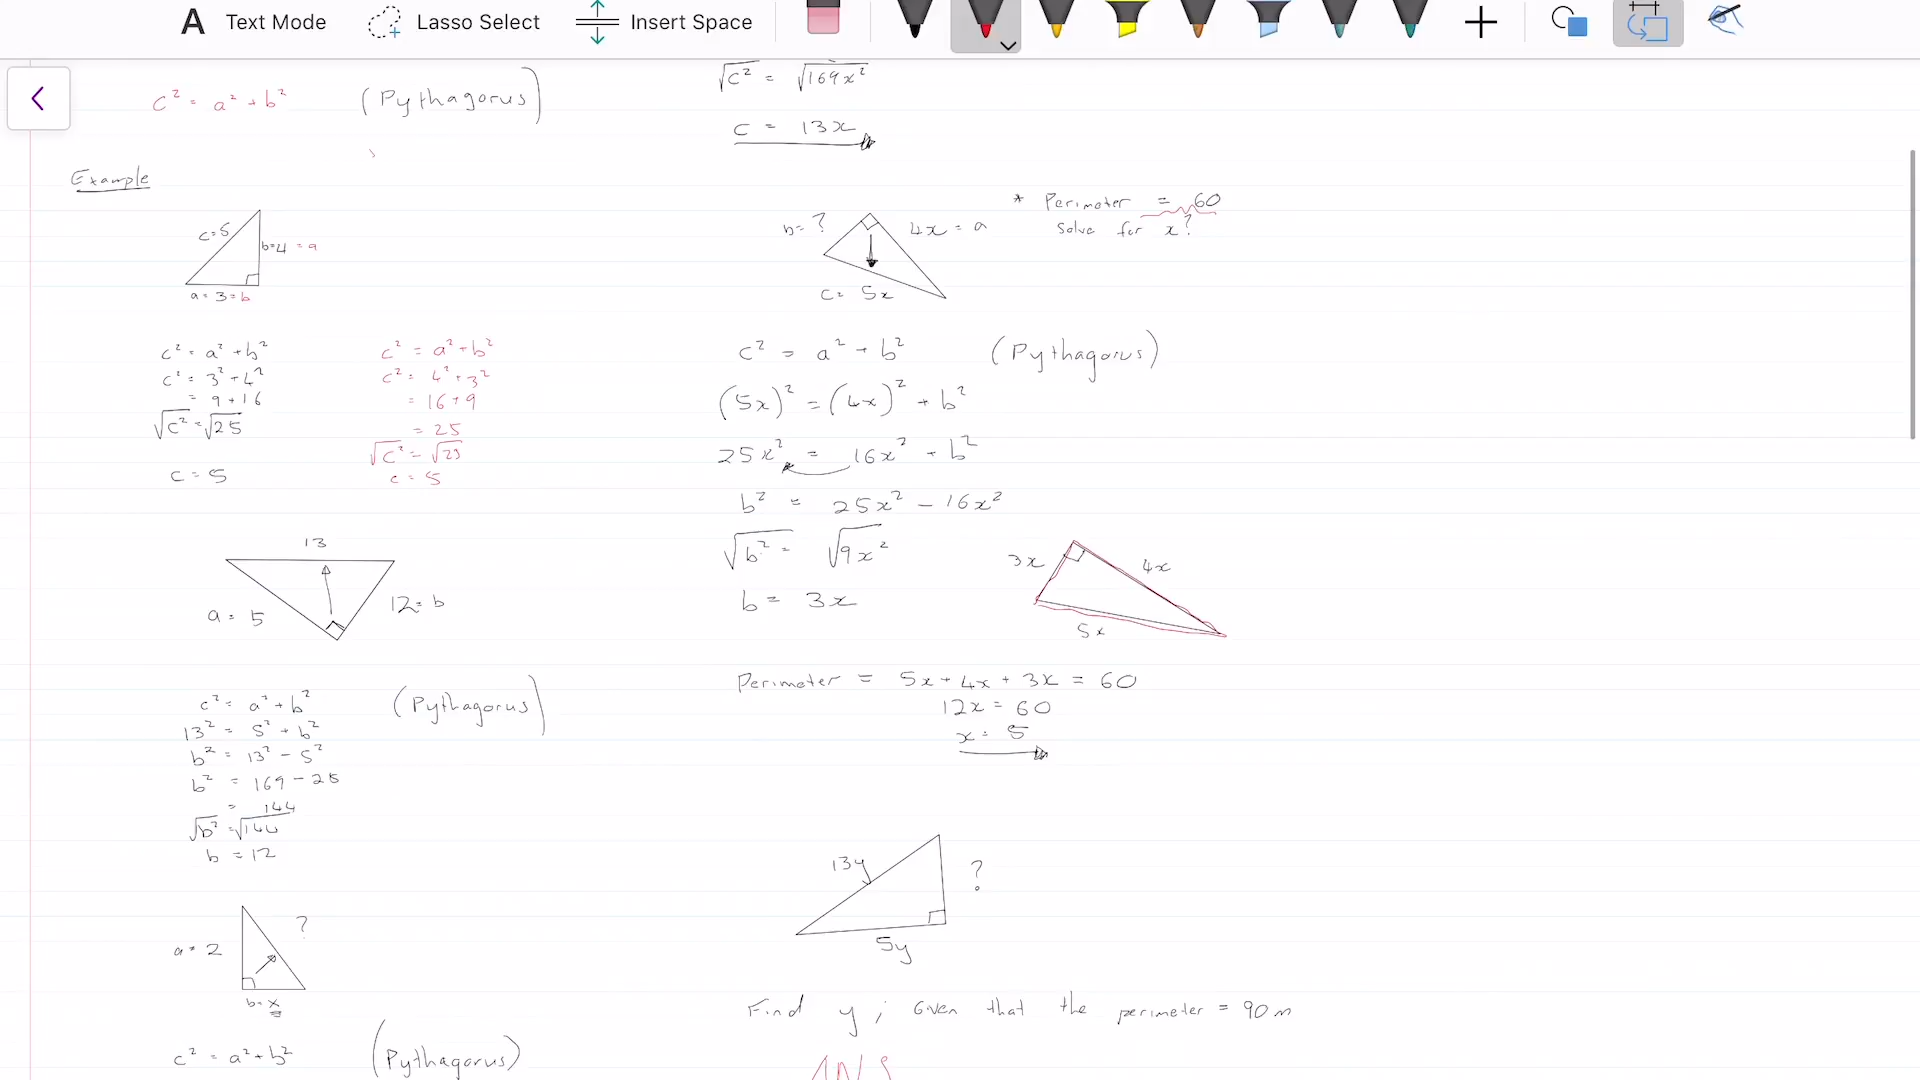 A Text Mode Lasso Select Insert Space
c² = a² + b² (Pythagorus)
Example
c=5
b=4 = a
a = 3 = b
c² = a² + b²
c² = 3² + 4²
= 9 + 16
√c² = √25
c = 5
c² = a² + b²
c² = 4² + 3²
= 16 + 9
= 25
√c² = √25
c = 5
13
a = 5
12 = b
c² = a² + b² (Pythagorus)
13² = 5² + b²
b² = 13² - 5²
b² = 169 - 25
= 144
√b² = √144
b = 12
a = 2
?
b = x
c² = a² + b² (Pythagorus)
√c² = √169x²
c = 13x
b = ?
4x = a
c = 5x
* Perimeter = 60
Solve for x?
c² = a² + b² (Pythagorus)
(5x)² = (4x)² + b²
25x² = 16x² + b²
b² = 25x² - 16x²
√b² = √9x²
b = 3x
3x
4x
5x
Perimeter = 5x + 4x + 3x = 60
12x = 60
x = 5
13y
?
5y
Find y ; Given that the perimeter = 90m
ANS